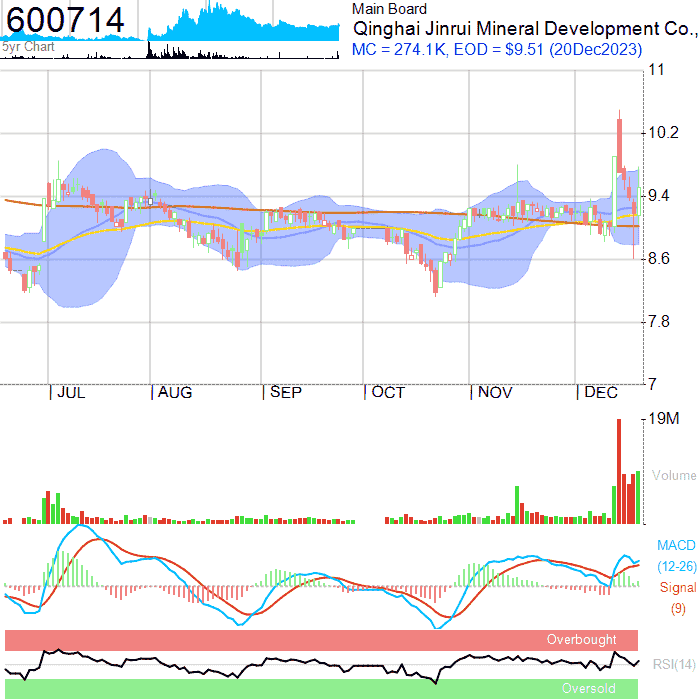 600714
5yr Chart
Main Board
Qinghai Jinrui Mineral Development Co.,
MC = 274.1K, EOD = $9.51 (20Dec2023)
11
10.2
9.4
8.6
7.8
7
JUL AUG SEP OCT NOV DEC
19M
Volume
MACD
(12-26)
Signal
(9)
Overbought
RSI(14)
Oversold